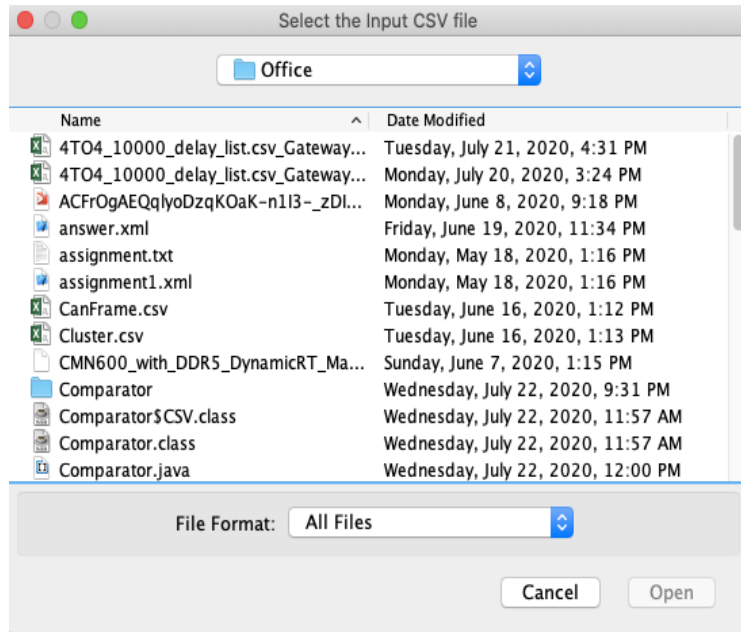 Select the Input CSV file
Office
Name Date Modified
4TO4_10000_delay_list.csv_Gateway... Tuesday, July 21, 2020, 4:31 PM
4TO4_10000_delay_list.csv_Gateway... Monday, July 20, 2020, 3:24 PM
ACFrOgAEQqlyoDzqKOaK-n1I3-_zDI... Monday, June 8, 2020, 9:18 PM
answer.xml Friday, June 19, 2020, 11:34 PM
assignment.txt Monday, May 18, 2020, 1:16 PM
assignment1.xml Monday, May 18, 2020, 1:16 PM
CanFrame.csv Tuesday, June 16, 2020, 1:12 PM
Cluster.csv Tuesday, June 16, 2020, 1:13 PM
CMN600_with_DDR5_DynamicRT_Ma... Sunday, June 7, 2020, 1:15 PM
Comparator Wednesday, July 22, 2020, 9:31 PM
Comparator$CSV.class Wednesday, July 22, 2020, 11:57 AM
Comparator.class Wednesday, July 22, 2020, 11:57 AM
Comparator.java Wednesday, July 22, 2020, 12:00 PM
File Format: All Files
Cancel Open